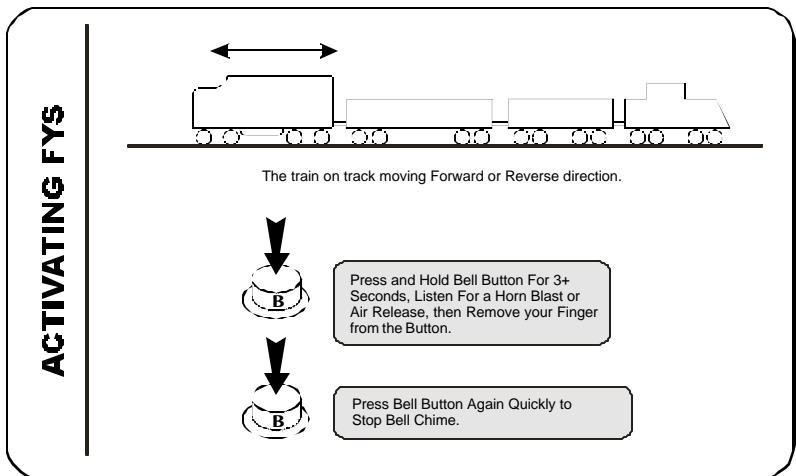 ACTIVATING FYS
The train on track moving Forward or Reverse direction.
B
Press and Hold Bell Button For 3+
Seconds, Listen For a Horn Blast or
Air Release, then Remove your Finger
from the Button.
B
Press Bell Button Again Quickly to
Stop Bell Chime.